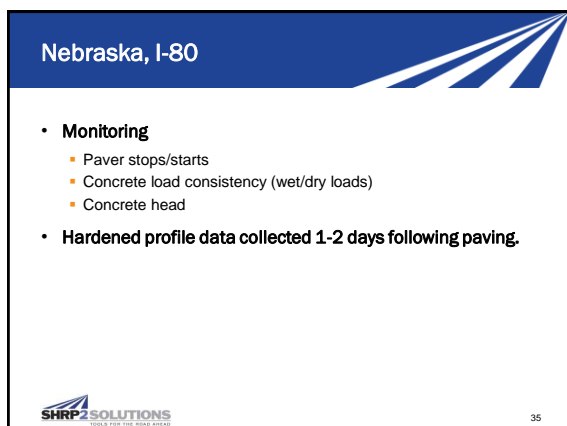 Nebraska, I-80
• Monitoring
▪ Paver stops/starts
▪ Concrete load consistency (wet/dry loads)
▪ Concrete head
• Hardened profile data collected 1-2 days following paving.
SHRP2SOLUTIONS
TOOLS FOR THE ROAD AHEAD
35